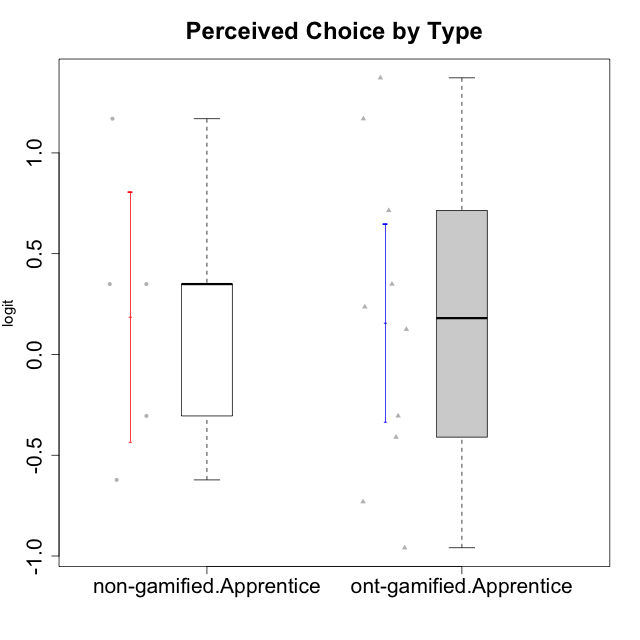 Perceived Choice by Type
1.0
0.5
0.0
-0.5
-1.0
logit
non-gamified.Apprentice
ont-gamified.Apprentice